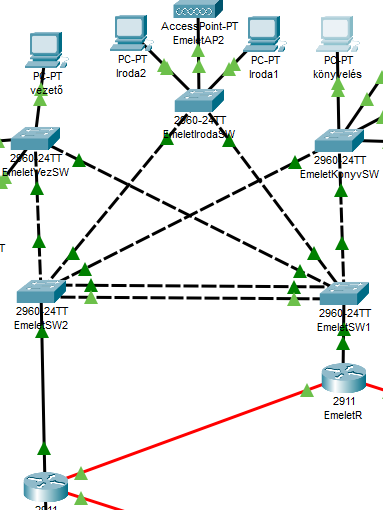 AccessPoint-PT
EmeletAP2
PC-PT
Iroda2
PC-PT
Iroda1
PC-PT
könyvelés
PC-PT
vezető
2960-24TT
EmeletIrodaSW
2960-24TT
EmeletVezSW
2960-24TT
EmeletKonyvSW
2960-24TT
EmeletSW2
2960-24TT
EmeletSW1
2911
EmeletR
2911